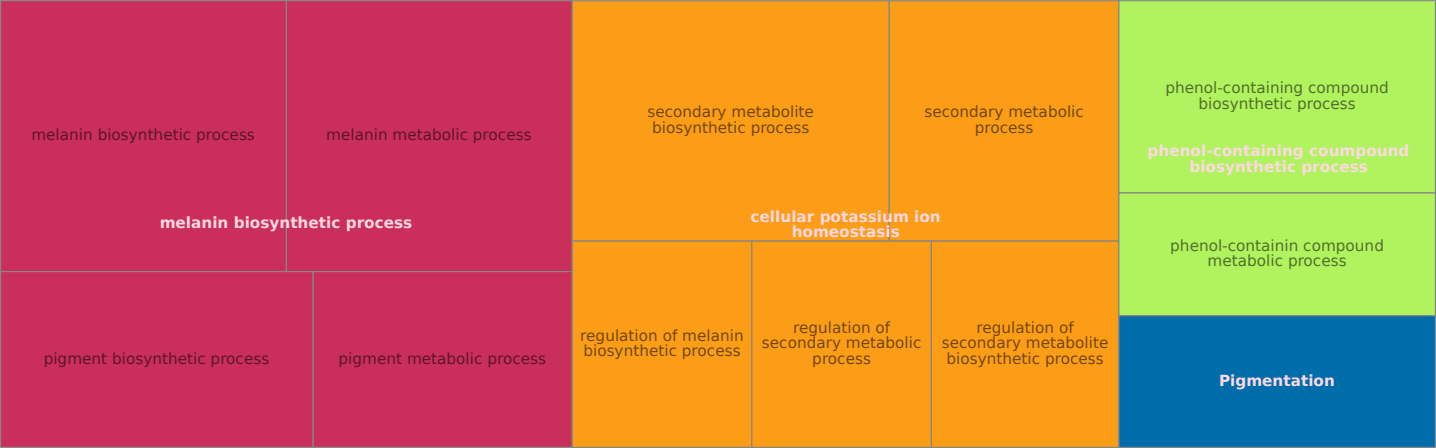 melanin biosynthetic process
melanin metabolic process
melanin biosynthetic process
pigment biosynthetic process
pigment metabolic process
secondary metabolite
biosynthetic process
secondary metabolic
process
cellular potassium ion
homeostasis
regulation of melanin
biosynthetic process
regulation of
secondary metabolic
process
regulation of
secondary metabolite
biosynthetic process
phenol-containing compound
biosynthetic process
phenol-containing coumpound
biosynthetic process
phenol-containin compound
metabolic process
Pigmentation